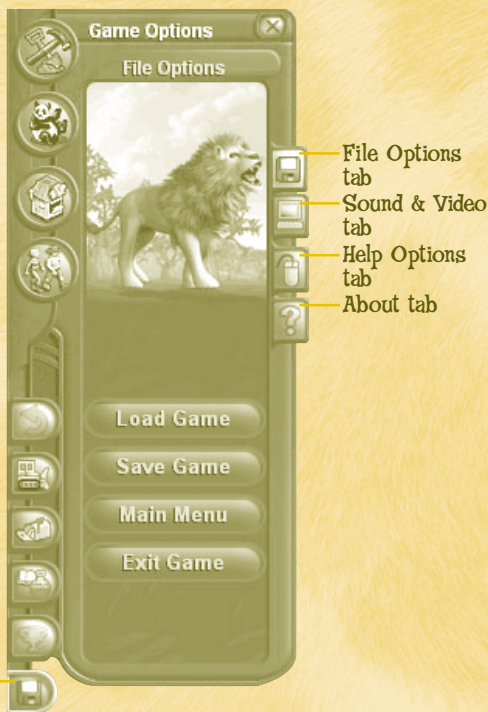 Game Options
File Options
File Options
tab
Sound & Video
tab
Help Options
tab
About tab
Load Game
Save Game
Main Menu
Exit Game